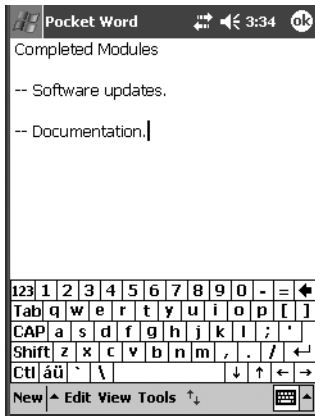 Pocket Word 3:34 ok
Completed Modules
-- Software updates.
-- Documentation.
123 1 2 3 4 5 6 7 8 9 0 - =
Tab q w e r t y u i o p [ ]
CAP a s d f g h j k l ; '
Shift z x c v b n m , . /
Ctl áü ` \
New Edit View Tools